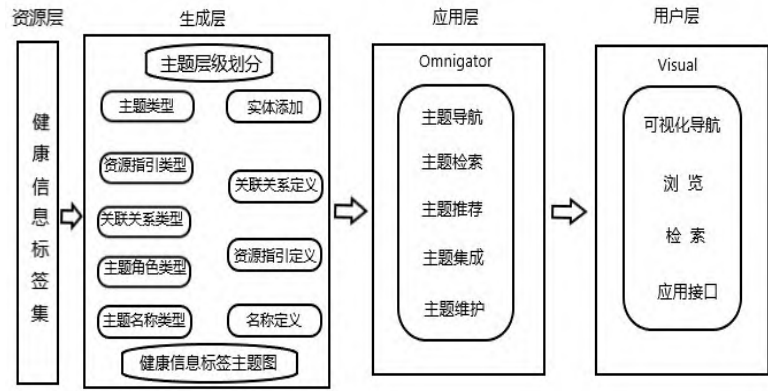 资源层
生成层
应用层
用户层
健康信息标签集
主题层级划分
主题类型
实体添加
资源指引类型
关联关系定义
关联关系类型
资源指引定义
主题角色类型
主题名称类型
名称定义
健康信息标签主题图
Omnigator
主题导航
主题检索
主题推荐
主题集成
主题维护
Visual
可视化导航
浏 览
检 索
应用接口